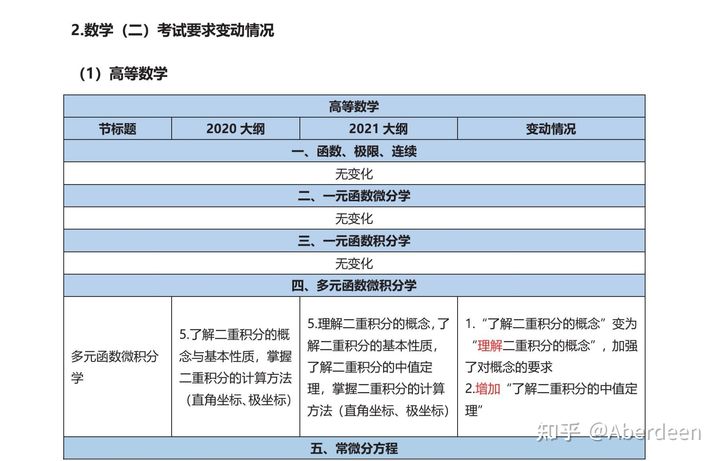 2.数学（二）考试要求变动情况
（1）高等数学
高等数学
节标题 2020 大纲 2021 大纲 变动情况
一、函数、极限、连续
无变化
二、一元函数微分学
无变化
三、一元函数积分学
无变化
四、多元函数微积分学
多元函数微积分
学
5.了解二重积分的概
念与基本性质，掌握
二重积分的计算方法
（直角坐标、极坐标）
5.理解二重积分的概念，了
解二重积分的基本性质，
了解二重积分的中值定
理，掌握二重积分的计算
方法（直角坐标、极坐标）
1.“了解二重积分的概念”变为
“理解二重积分的概念”，加强
了对概念的要求
2.增加“了解二重积分的中值定
理”
五、常微分方程
知乎 @Aberdeen